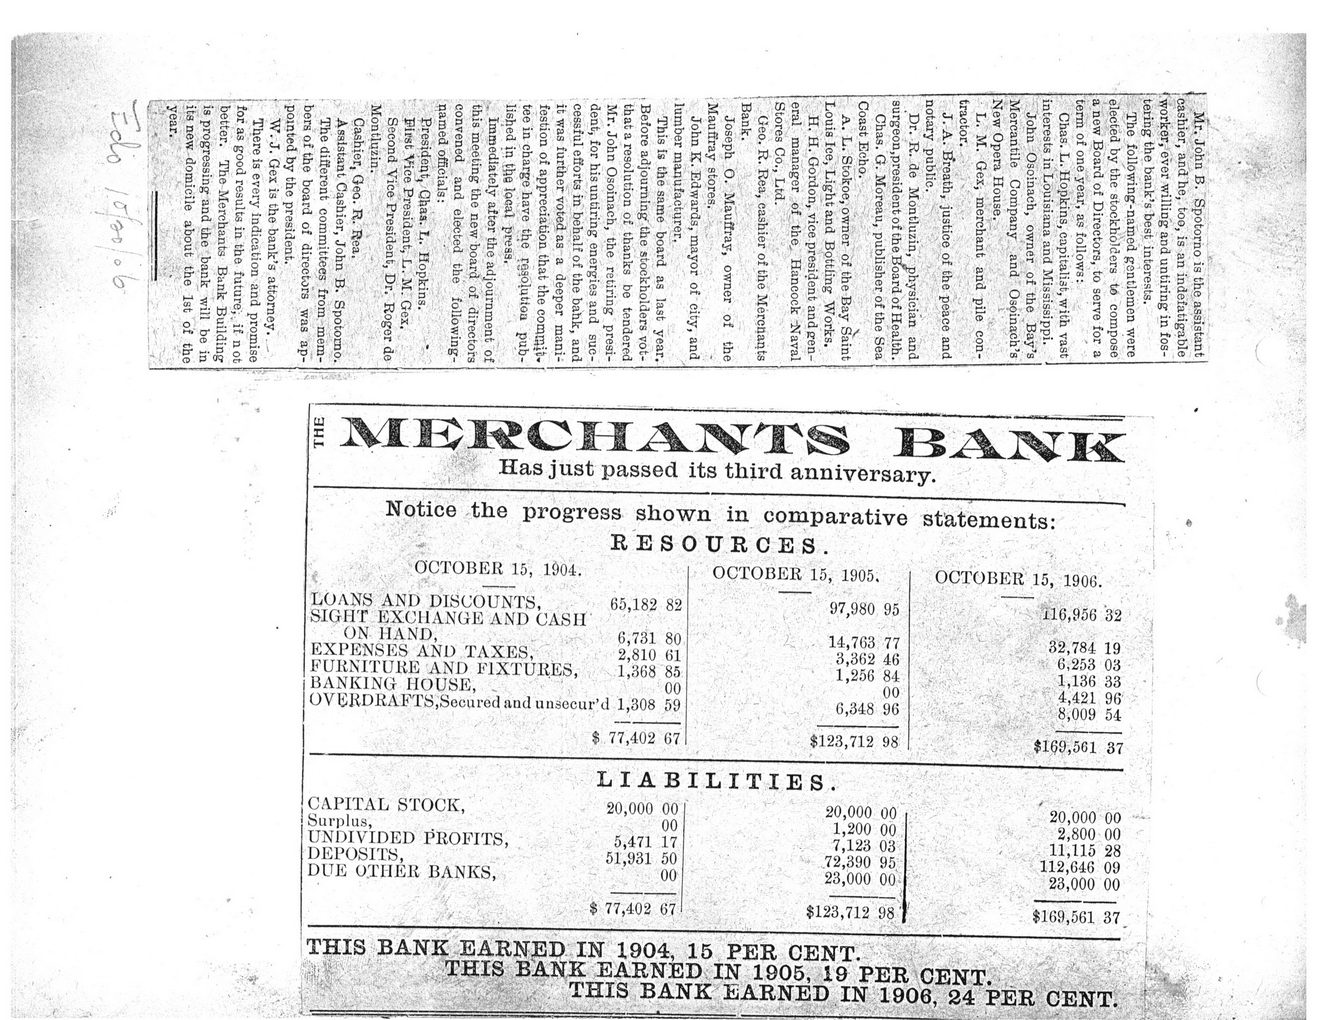 Mr. John B. Spotorno is the assistant
cashier, and he, too, is an indefatigable
worker, ever willing and untiring in fos-
tering the bank's best interests.
The following-named gentlemen were
elected by the stockholders to compose
a new Board of Directors, to serve for a
term of one year, as follows:
Chas. L. Hopkins, capitalist, with vast
interests in Louisiana and Mississippi.
John Osoinach, owner of the Bay's
Mercantile Company and Osoinach's
New Opera House.
L. M. Gex, merchant and pile con-
tractor.
J. A. Breath, justice of the peace and
notary public.
Dr. R. de Montluzin, physician and
surgeon, president of the Board of Health.
Chas. G. Moreau, publisher of the Sea
Coast Echo.
A. L. Stokoe, owner of the Bay Saint
Louis Ice, Light and Bottling Works.
H. H. Gordon, vice president and gen-
eral manager of the Hancock Naval
Stores Co., Ltd.
Geo. R. Rea, cashier of the Merchants
Bank.
Joseph O. Mauffray, owner of the
Mauffray stores.
John K. Edwards, mayor of city, and
lumber manufacturer.
This is the same board as last year.
Before adjourning the stockholders vot-
that a resolution of thanks be tendered
Mr. John Osoinach, the retiring presi-
dent, for his untiring energies and suc-
cessful efforts in behalf of the bank, and
it was further voted as a deeper mani-
festion of appreciation that the commit-
tee in charge have the resolution pub-
lished in the local press.
Immediately after the adjournment of
this meeting the new board of directors
convened and elected the following-
named officials:
President, Chas. L. Hopkins.
First Vice President, L. M. Gex,
Second Vice President, Dr. Roger de
Montluzin.
Cashier, Geo. R. Rea.
Assistant Cashier, John B. Spotorno.
The different committees from mem-
bers of the board of directors was ap-
pointed by the president.
W. J. Gex is the bank's attorney.
There is every indication and promise
for as good results in the future, if not
better. The Merchants Bank Building
is progressing and the bank will be in
its new domicile about the 1st of the
year.
Echo 10/20/06
THE MERCHANTS BANK
Has just passed its third anniversary.
Notice the progress shown in comparative statements:
RESOURCES.
OCTOBER 15, 1904. OCTOBER 15, 1905. OCTOBER 15, 1906.
LOANS AND DISCOUNTS, 65,182 82 97,980 95 116,956 32
SIGHT EXCHANGE AND CASH
ON HAND, 6,731 80 14,763 77 32,784 19
EXPENSES AND TAXES, 2,810 61 3,362 46 6,253 03
FURNITURE AND FIXTURES, 1,368 85 1,256 84 1,136 33
BANKING HOUSE, 00 00 4,421 96
OVERDRAFTS, Secured and unsecur'd 1,308 59 6,348 96 8,009 54
$ 77,402 67 $123,712 98 $169,561 37
LIABILITIES.
CAPITAL STOCK, 20,000 00 20,000 00 20,000 00
Surplus, 00 1,200 00 2,800 00
UNDIVIDED PROFITS, 5,471 17 7,123 03 11,115 28
DEPOSITS, 51,931 50 72,390 95 112,646 09
DUE OTHER BANKS, 00 23,000 00 23,000 00
$ 77,402 67 $123,712 98 $169,561 37
THIS BANK EARNED IN 1904, 15 PER CENT.
THIS BANK EARNED IN 1905, 19 PER CENT.
THIS BANK EARNED IN 1906, 24 PER CENT.